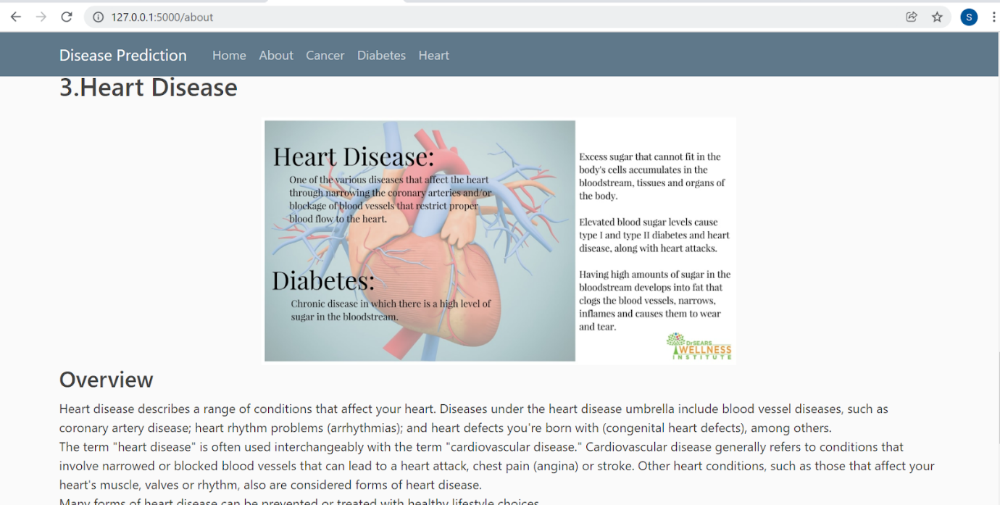 127.0.0.1:5000/about
S
Disease Prediction Home About Cancer Diabetes Heart
3.Heart Disease
Heart Disease:
One of the various diseases that affect the heart
through narrowing the coronary arteries and/or
blockage of blood vessels that restrict proper
blood flow to the heart.
Diabetes:
Chronic disease in which there is a high level of
sugar in the bloodstream.
Excess sugar that cannot fit in the
body's cells accumulates in the
bloodstream, tissues and organs of
the body.
Elevated blood sugar levels cause
type I and type II diabetes and heart
disease, along with heart attacks.
Having high amounts of sugar in the
bloodstream develops into fat that
clogs the blood vessels, narrows,
inflames and causes them to wear
and tear.
DrSEARS
WELLNESS
INSTITUTE
Overview
Heart disease describes a range of conditions that affect your heart. Diseases under the heart disease umbrella include blood vessel diseases, such as
coronary artery disease; heart rhythm problems (arrhythmias); and heart defects you're born with (congenital heart defects), among others.
The term "heart disease" is often used interchangeably with the term "cardiovascular disease." Cardiovascular disease generally refers to conditions that
involve narrowed or blocked blood vessels that can lead to a heart attack, chest pain (angina) or stroke. Other heart conditions, such as those that affect your
heart's muscle, valves or rhythm, also are considered forms of heart disease.
Many forms of heart disease can be prevented or treated with healthy lifestyle choices.